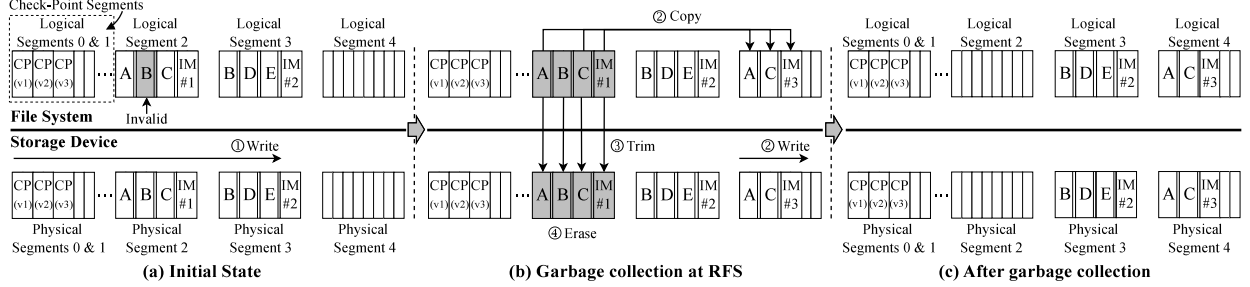 Check-Point Segments
Logical Segments 0 & 1
Logical Segment 2
Logical Segment 3
Logical Segment 4
CP (v1) CP (v2) CP (v3) ... A B C IM #1 B D E IM #2
Invalid
File System
Storage Device
① Write
CP (v1) CP (v2) CP (v3) ... A B C IM #1 B D E IM #2
Physical Segments 0 & 1
Physical Segment 2
Physical Segment 3
Physical Segment 4
(a) Initial State
② Copy
CP (v1) CP (v2) CP (v3) ... A B C IM #1 B D E IM #2 A C IM #3
③ Trim
② Write
CP (v1) CP (v2) CP (v3) ... A B C IM #1 B D E IM #2 A C IM #3
④ Erase
(b) Garbage collection at RFS
Logical Segments 0 & 1
Logical Segment 2
Logical Segment 3
Logical Segment 4
CP (v1) CP (v2) CP (v3) ... B D E IM #2 A C IM #3
CP (v1) CP (v2) CP (v3) ... B D E IM #2 A C IM #3
Physical Segments 0 & 1
Physical Segment 2
Physical Segment 3
Physical Segment 4
(c) After garbage collection